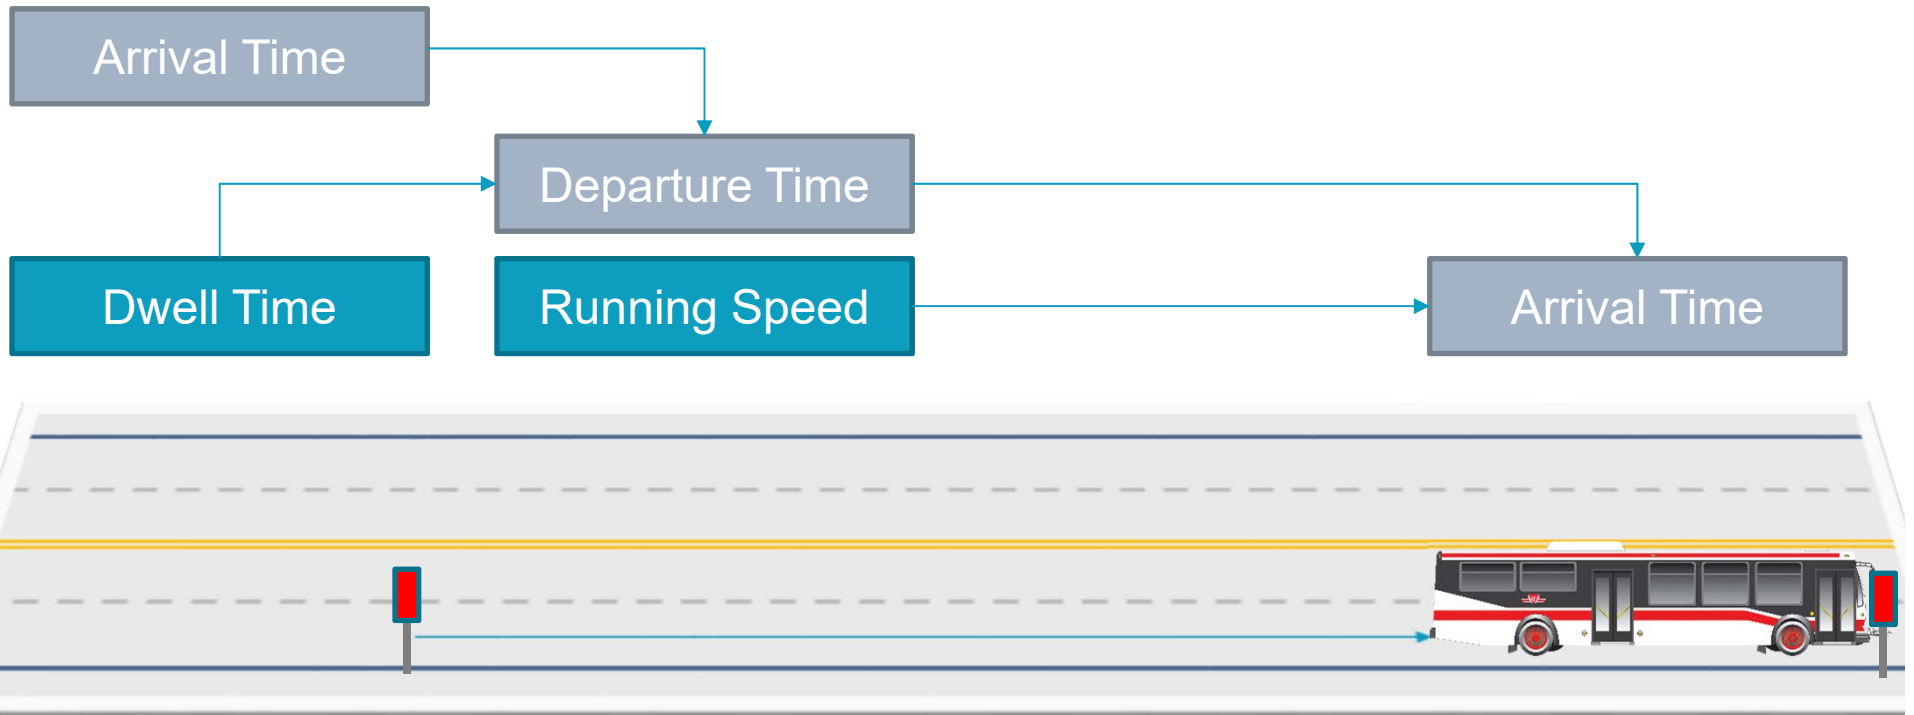 Arrival Time
Departure Time
Dwell Time
Running Speed
Arrival Time